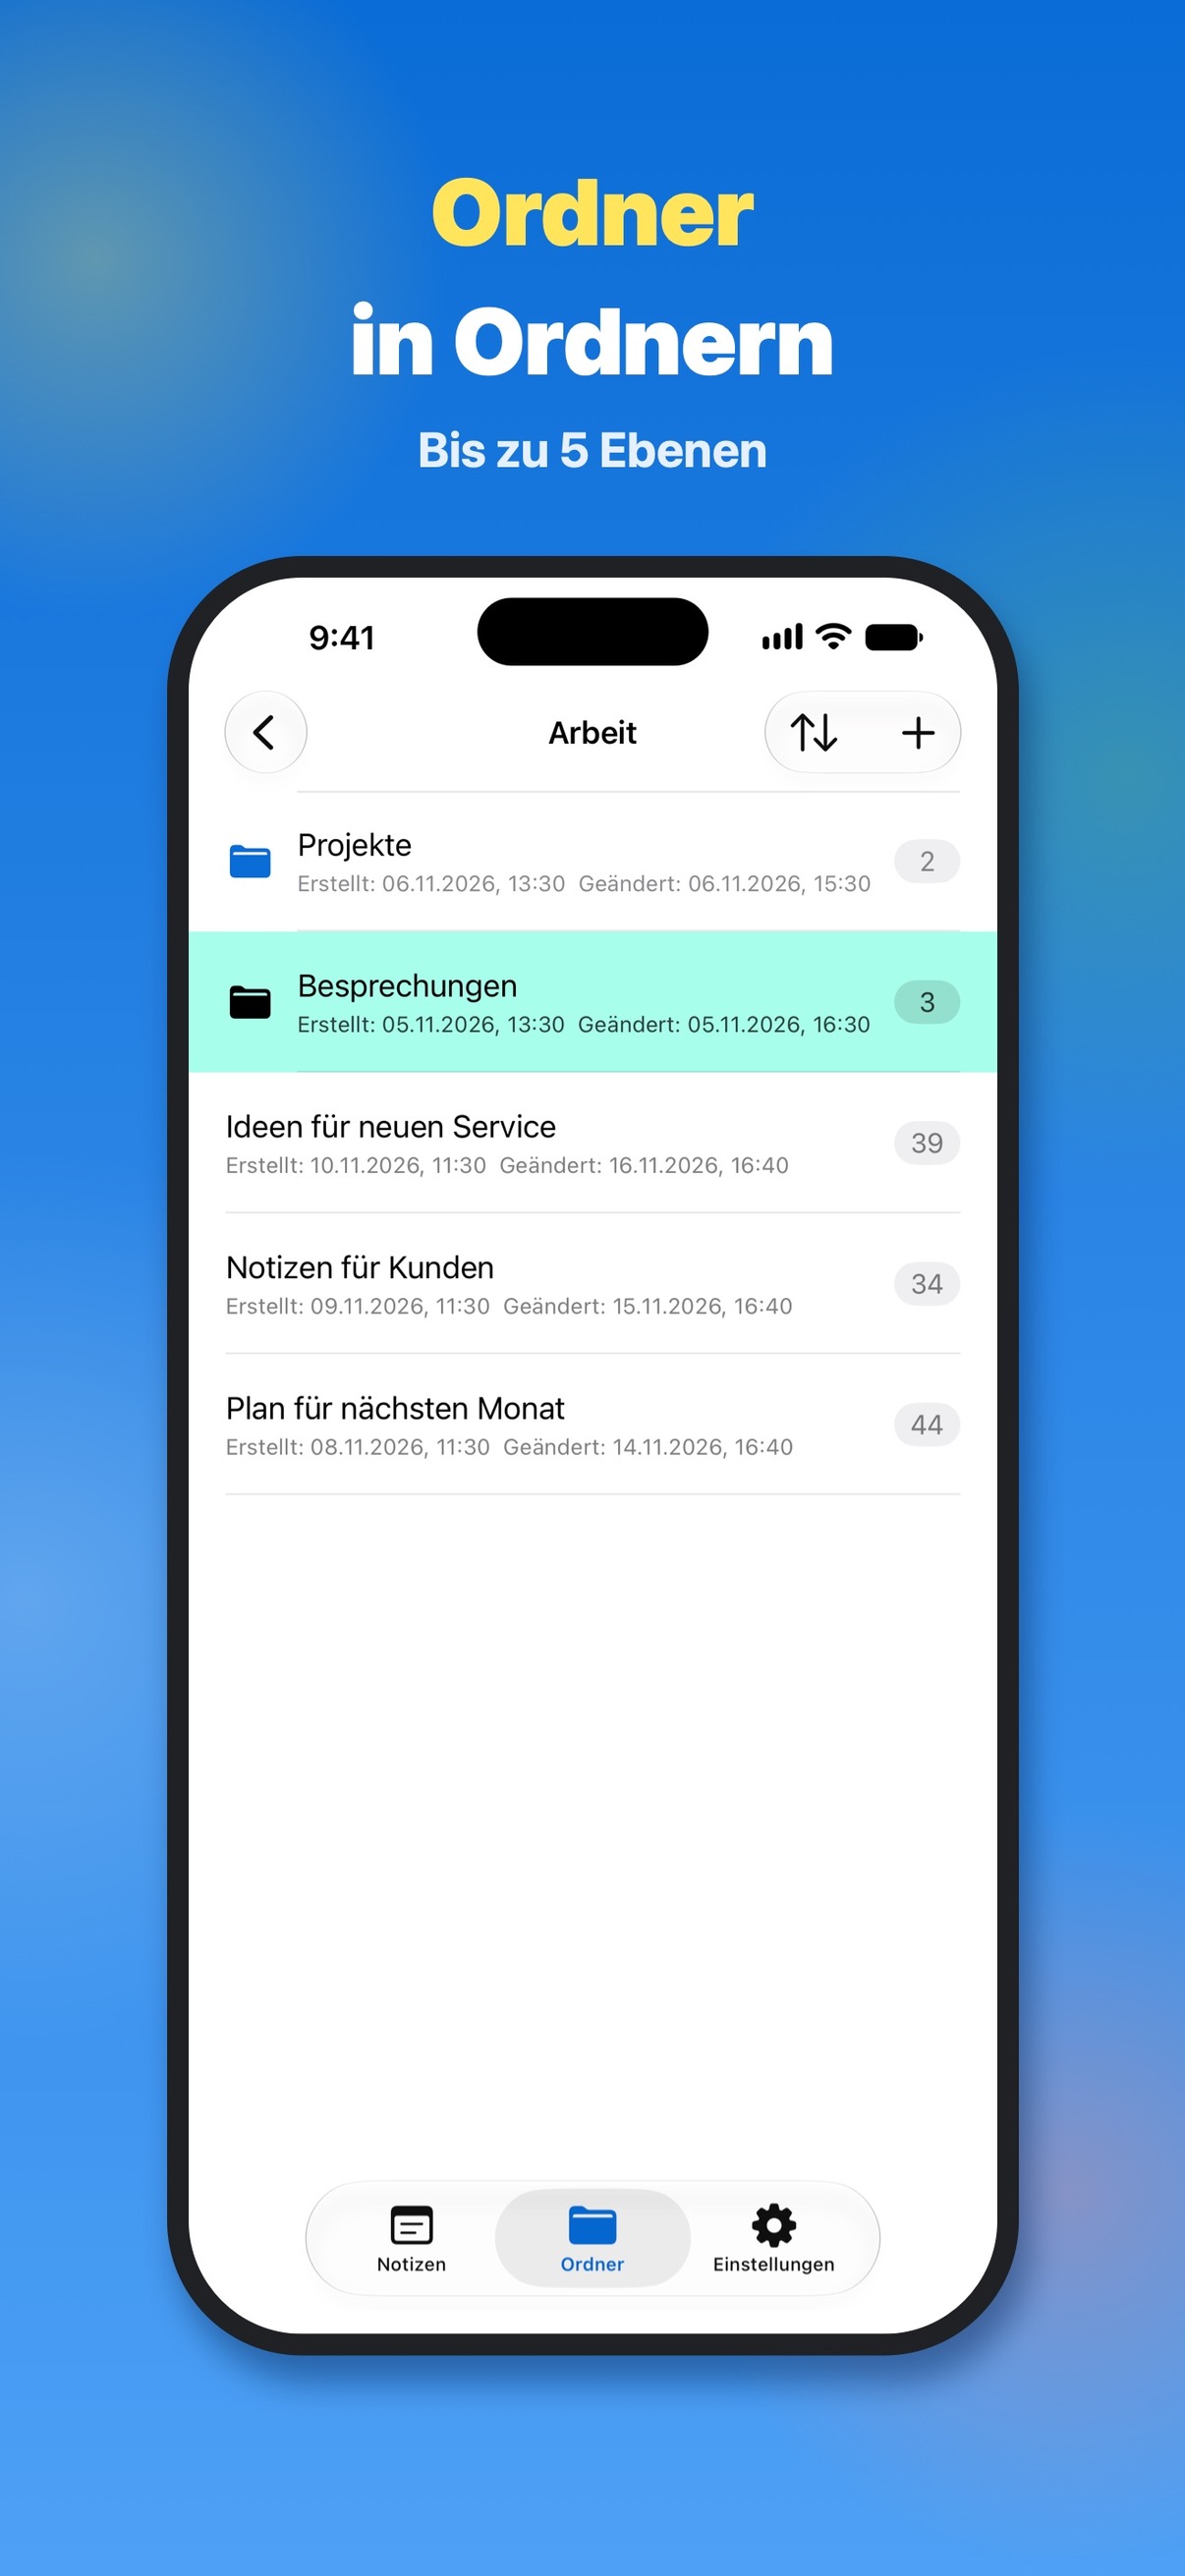 Ordner
in Ordnern
Bis zu 5 Ebenen
9:41
Arbeit
Projekte
Erstellt: 06.11.2026, 13:30 Geändert: 06.11.2026, 15:30
2
Besprechungen
Erstellt: 05.11.2026, 13:30 Geändert: 05.11.2026, 16:30
3
Ideen für neuen Service
Erstellt: 10.11.2026, 11:30 Geändert: 16.11.2026, 16:40
39
Notizen für Kunden
Erstellt: 09.11.2026, 11:30 Geändert: 15.11.2026, 16:40
34
Plan für nächsten Monat
Erstellt: 08.11.2026, 11:30 Geändert: 14.11.2026, 16:40
44
Notizen Ordner Einstellungen